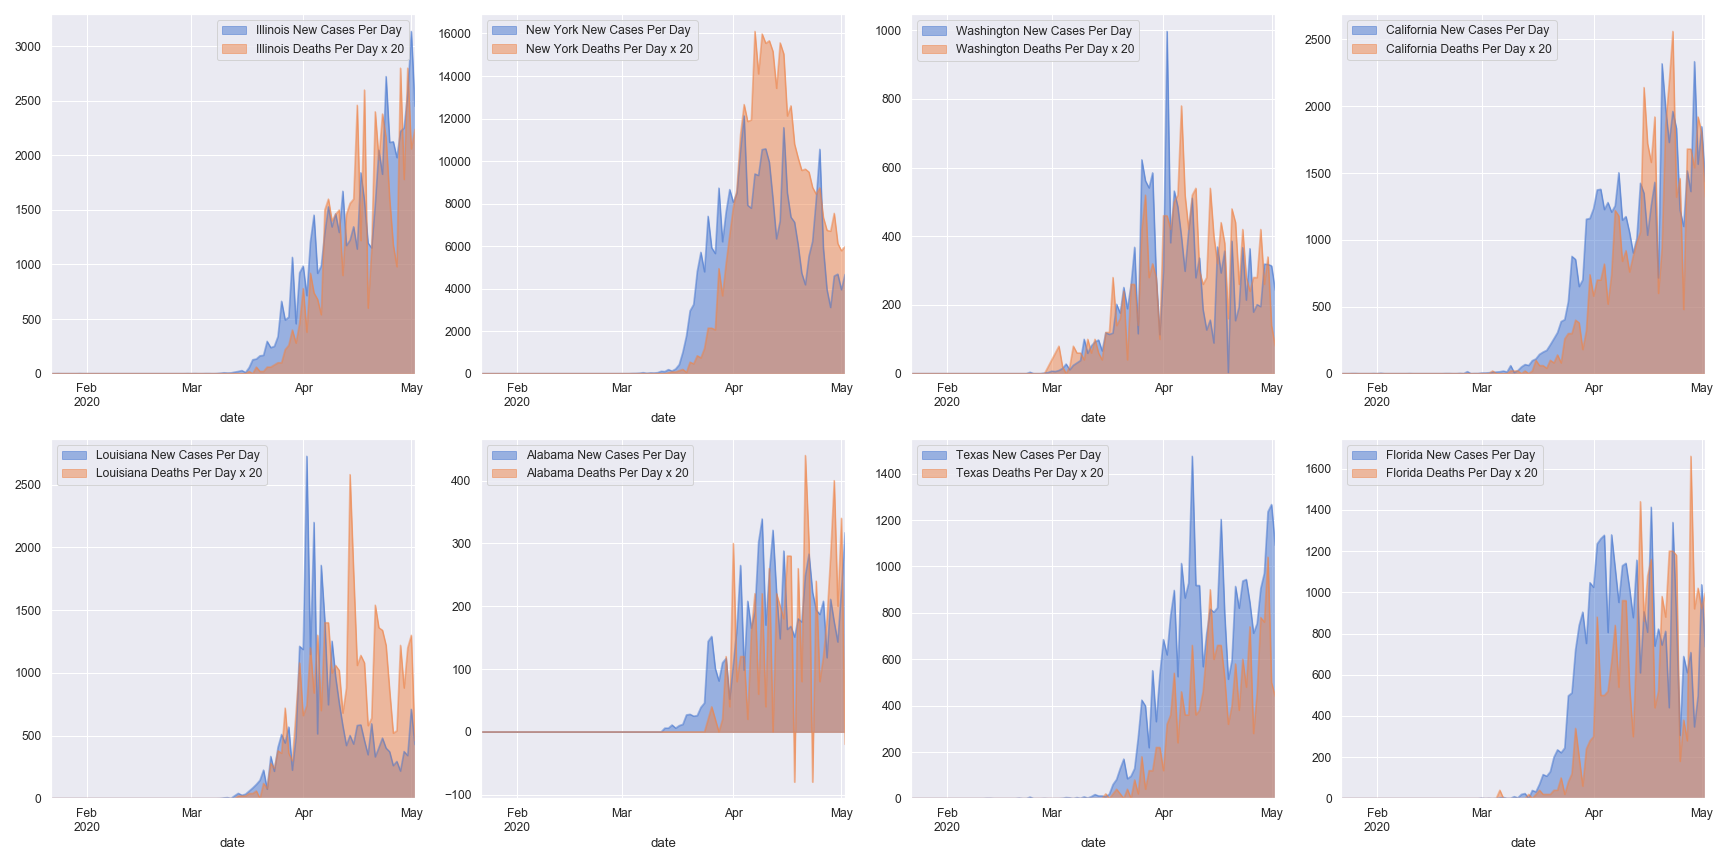 Illinois New Cases Per Day
Illinois Deaths Per Day x 20
3000
2500
2000
1500
1000
500
0
Feb
2020
Mar
Apr
May
date
New York New Cases Per Day
New York Deaths Per Day x 20
16000
14000
12000
10000
8000
6000
4000
2000
0
Feb
2020
Mar
Apr
May
date
Washington New Cases Per Day
Washington Deaths Per Day x 20
1000
800
600
400
200
0
Feb
2020
Mar
Apr
May
date
California New Cases Per Day
California Deaths Per Day x 20
2500
2000
1500
1000
500
0
Feb
2020
Mar
Apr
May
date
Louisiana New Cases Per Day
Louisiana Deaths Per Day x 20
2500
2000
1500
1000
500
0
Feb
2020
Mar
Apr
May
date
Alabama New Cases Per Day
Alabama Deaths Per Day x 20
400
300
200
100
0
−100
Feb
2020
Mar
Apr
May
date
Texas New Cases Per Day
Texas Deaths Per Day x 20
1400
1200
1000
800
600
400
200
0
Feb
2020
Mar
Apr
May
date
Florida New Cases Per Day
Florida Deaths Per Day x 20
1600
1400
1200
1000
800
600
400
200
0
Feb
2020
Mar
Apr
May
date